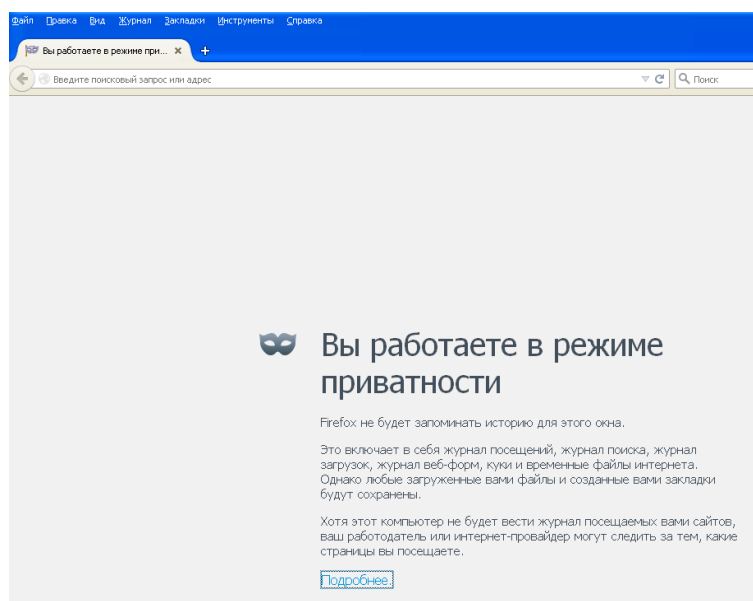 Файл Правка Вид Журнал Закладки Инструменты Справка
Вы работаете в режиме при...
Введите поисковый запрос или адрес
Поиск
Вы работаете в режиме
приватности
Firefox не будет запоминать историю для этого окна.
Это включает в себя журнал посещений, журнал поиска, журнал
загрузок, журнал веб-форм, куки и временные файлы интернета.
Однако любые загруженные вами файлы и созданные вами закладки
будут сохранены.
Хотя этот компьютер не будет вести журнал посещаемых вами сайтов,
ваш работодатель или интернет-провайдер могут следить за тем, какие
страницы вы посещаете.
Подробнее.